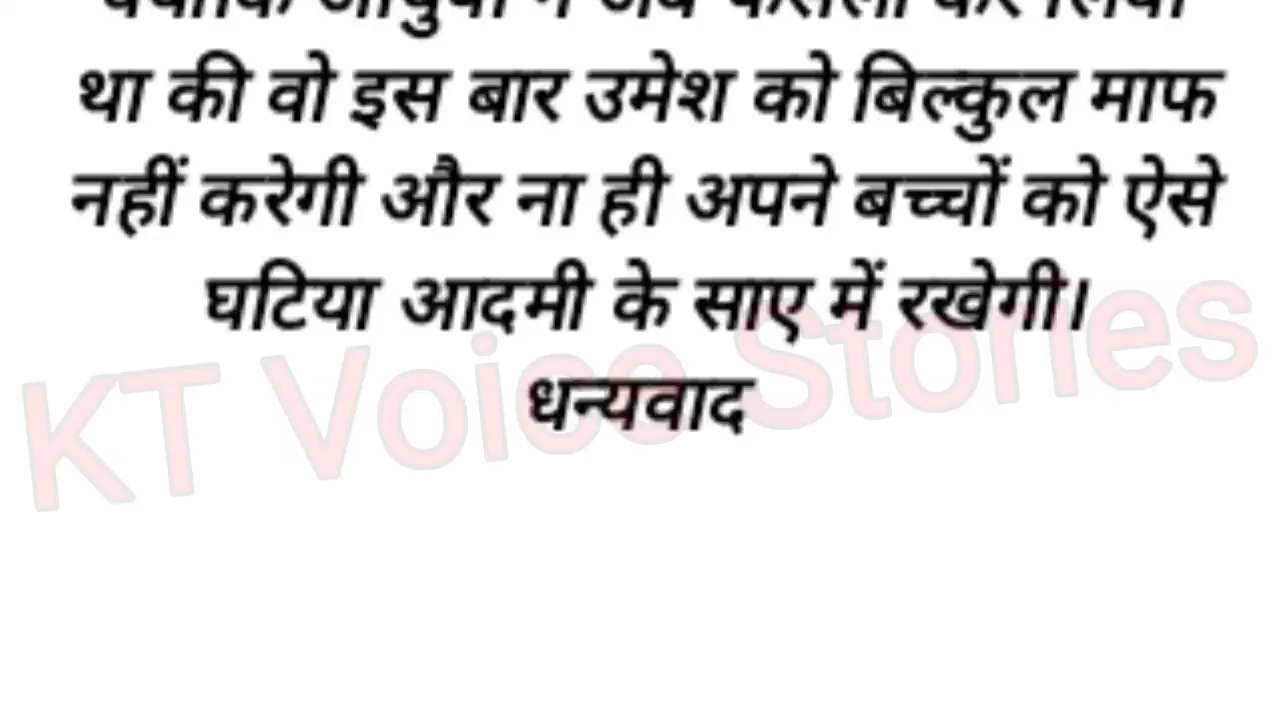 था की वो इस बार उमेश को बिल्कुल माफ
नहीं करेगी और ना ही अपने बच्चों को ऐसे
घटिया आदमी के साए में रखेगी।
धन्यवाद
KT Voice Stories